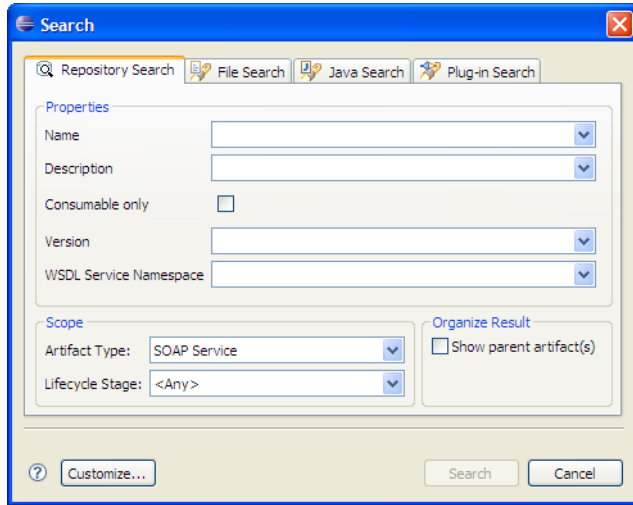 Search
Repository Search File Search Java Search Plug-in Search
Properties
Name
Description
Consumable only
Version
WSDL Service Namespace
Scope
Artifact Type: SOAP Service
Lifecycle Stage: <Any>
Organize Result
Show parent artifact(s)
? Customize... Search Cancel